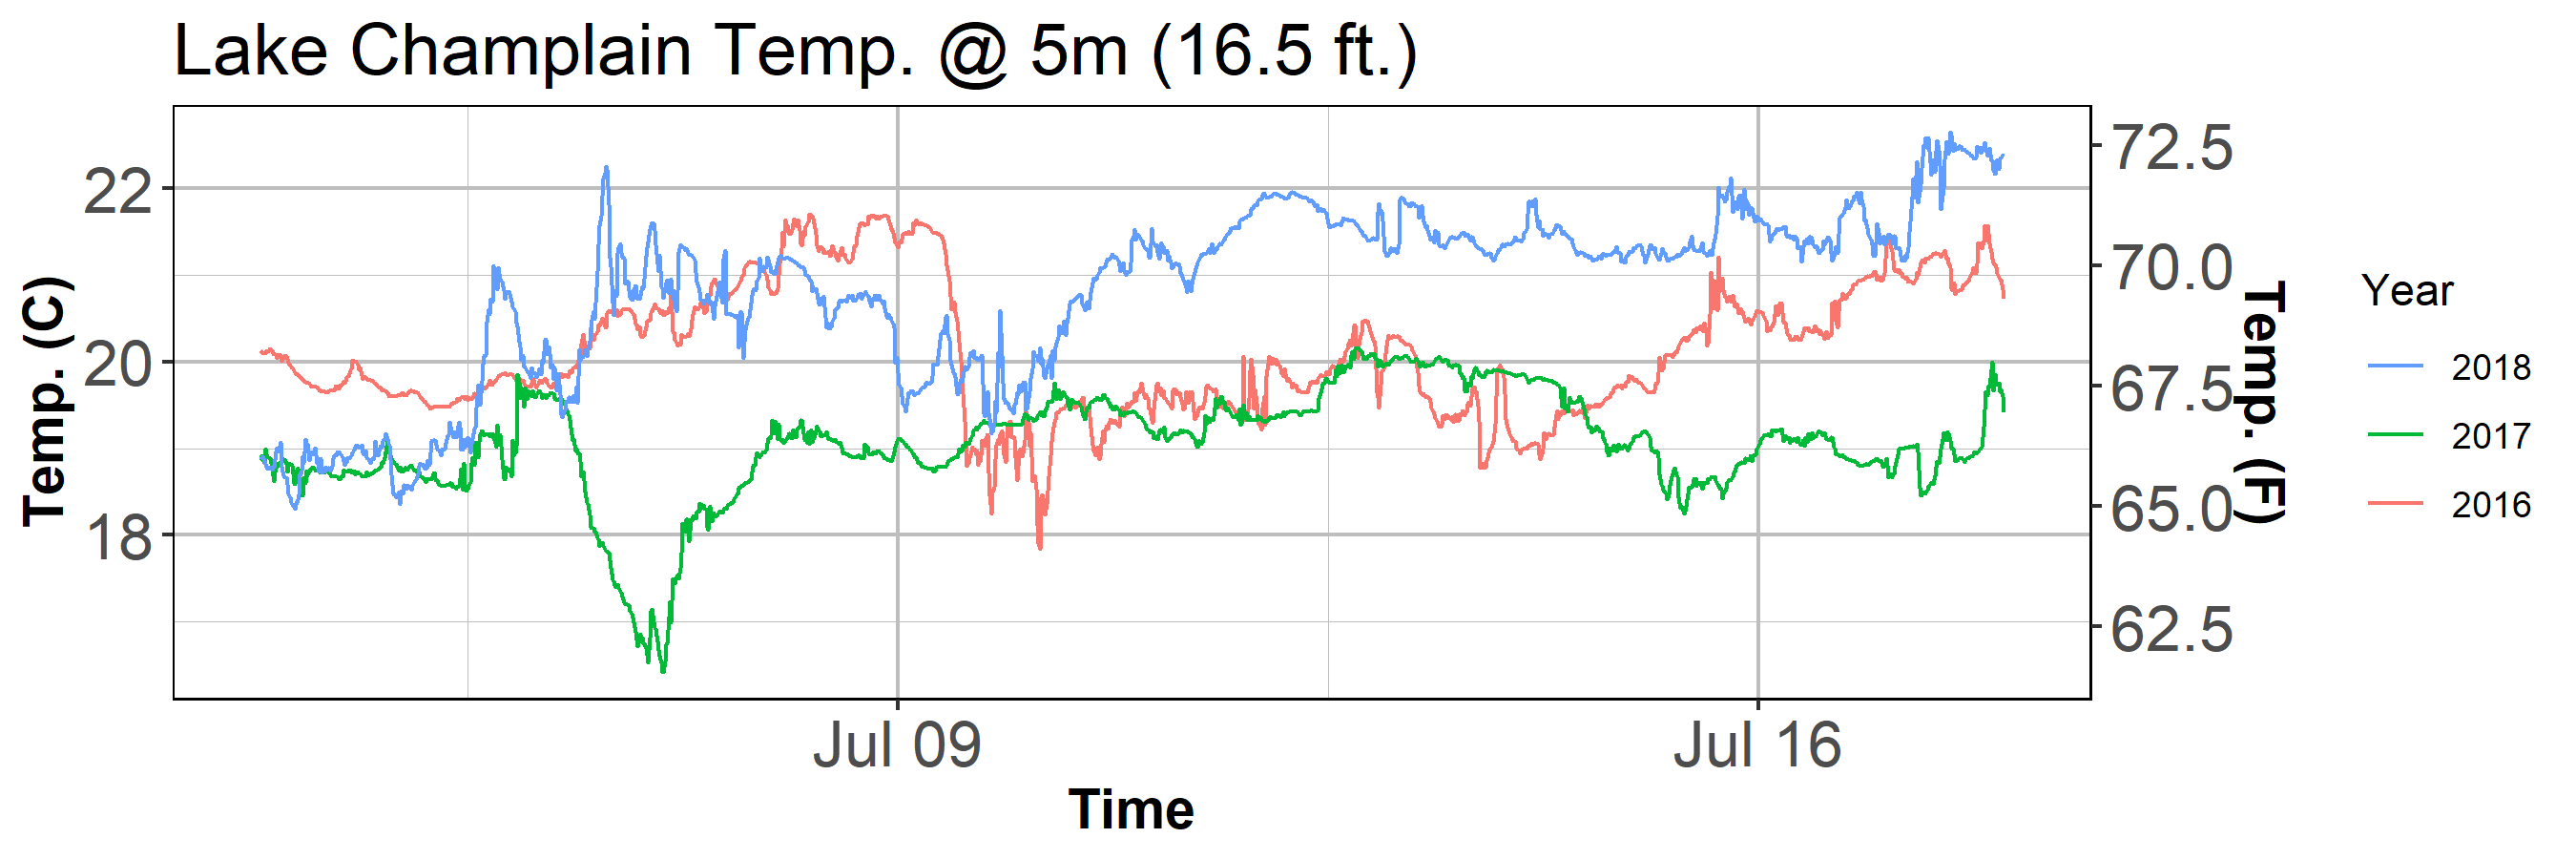 Lake Champlain Temp. @ 5m (16.5 ft.)
Temp. (C)
22
20
18
72.5
70.0
67.5
65.0
62.5
Temp. (F)
Jul 09
Jul 16
Time
Year
2018
2017
2016